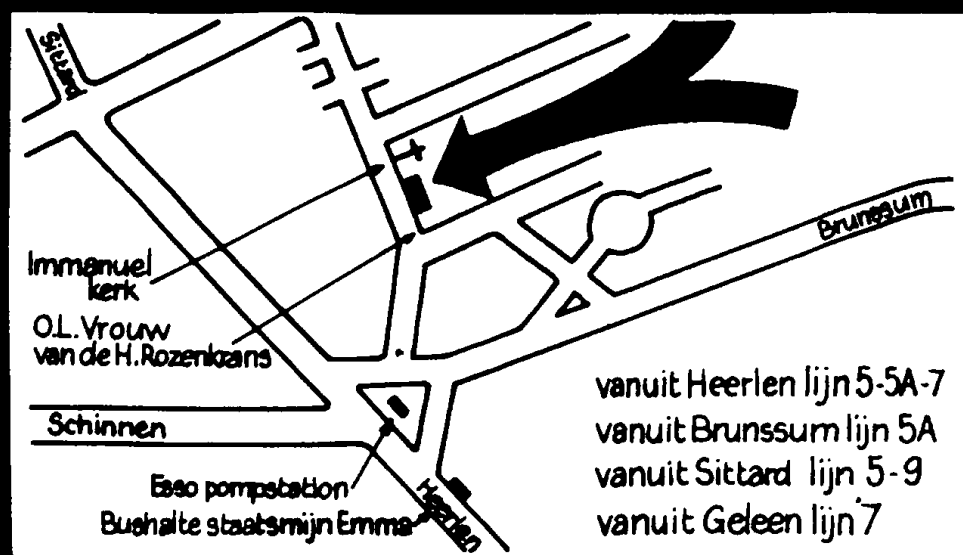 Sittard
Immanuel
kerk
O.L. Vrouw
van de H. Rozenkrans
Brunssum
Schinnen
Esso pompstation
Bushalte staatsmijn Emma
Heerlen
vanuit Heerlen lijn 5-5A-7
vanuit Brunssum lijn 5A
vanuit Sittard lijn 5-9
vanuit Geleen lijn 7